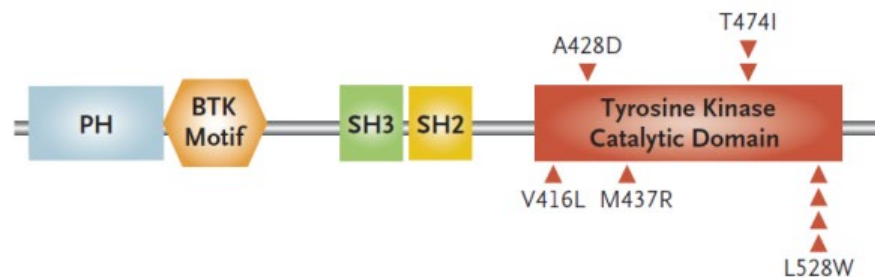 T474I
A428D
PH
BTK
Motif
SH3
SH2
Tyrosine Kinase
Catalytic Domain
V416L
M437R
L528W